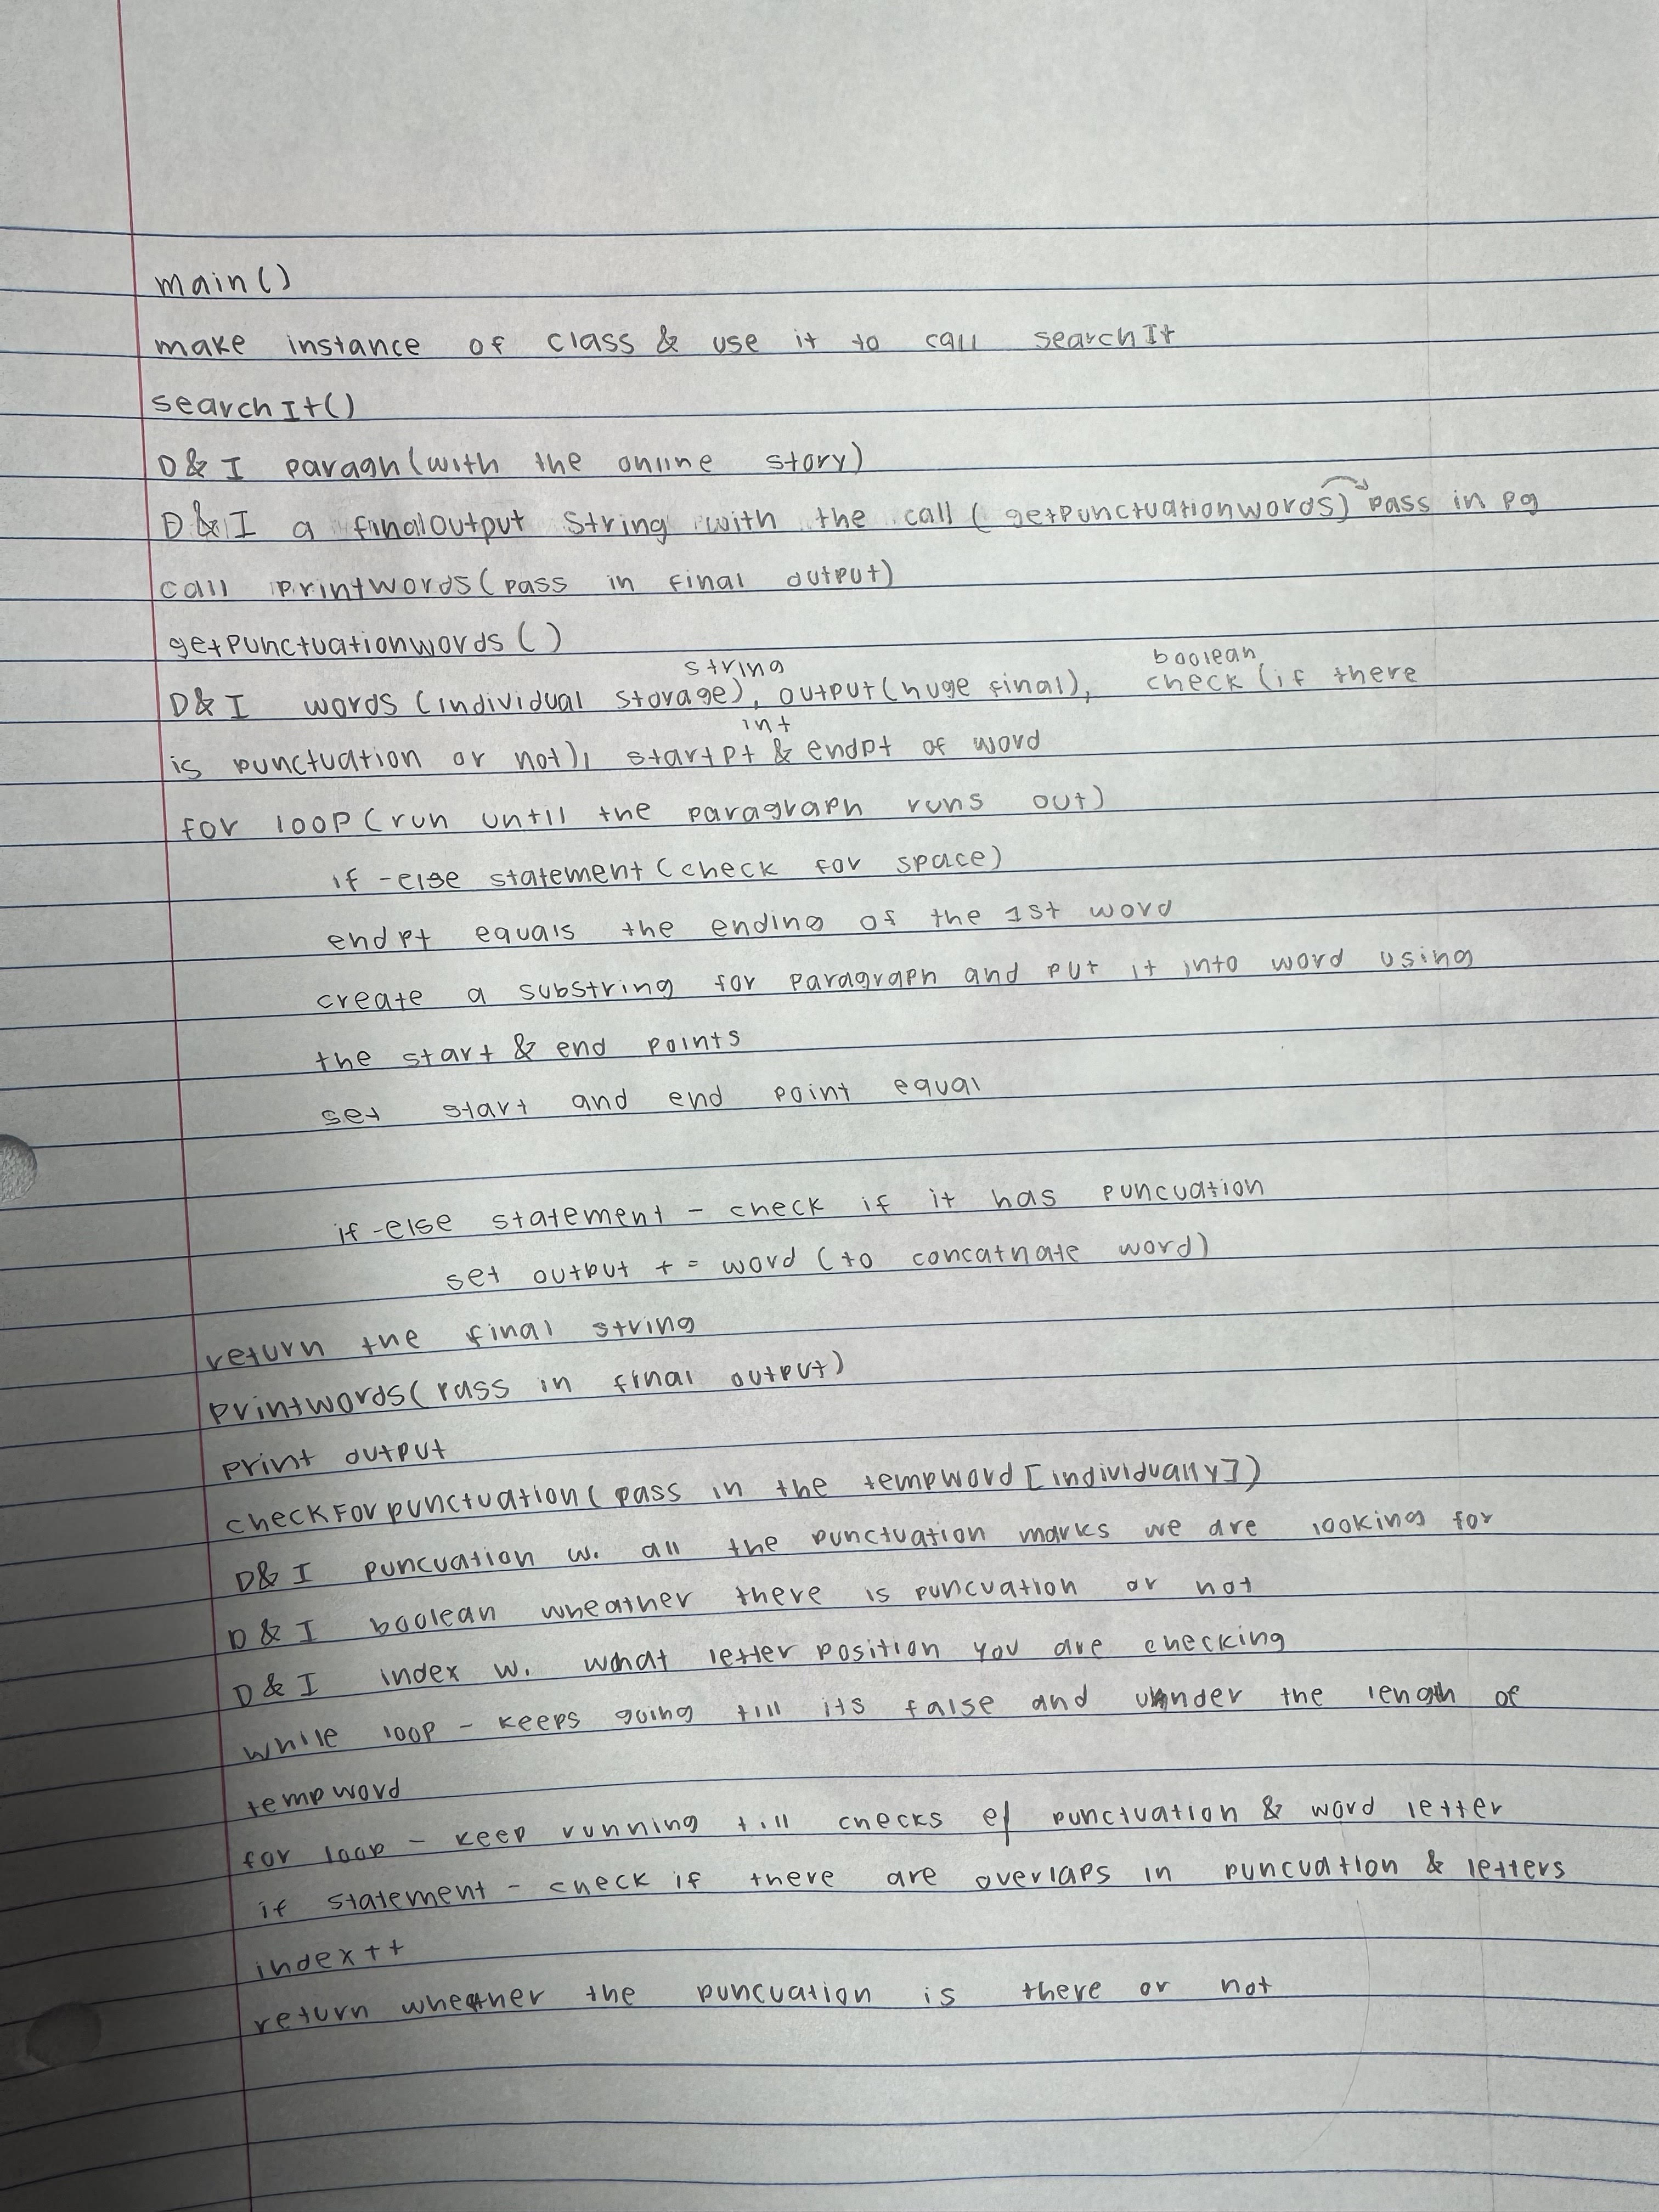 main()
make instance of class & use it to call searchIt
searchIt()
D&I paragh(with the online story)
D&I a finaloutput string with the call (getPunctuationwords) pass in pg
call printwords(pass in final output)
getPunctuationwords()
string boolean
D&I words (individual storage), output(huge final), check (if there
int
is punctuation or not), startpt & endpt of word
for loop (run until the paragraph runs out)
if-else statement (check for space)
endpt equals the ending of the 1st word
create a substring for paragraph and put it into word using
the start & end points
set start and end point equal
if-else statement - check if it has puncuation
set output += word (to concatnate word)
return the final string
printwords(pass in final output)
print output
checkForpunctuation( pass in the tempword [individually])
D&I puncuation w. all the punctuation marks we are looking for
D&I boolean wheather there is puncuation or not
D&I index w. what letter position you are checking
while loop - keeps going till its false and under the length of
tempword
for loop - keep running till checks of punctuation & word letter
if statement - check if there are overlaps in puncuation & letters
index++
return whether the puncuation is there or not